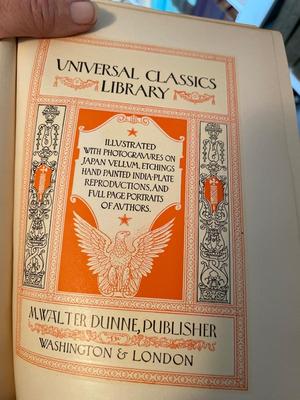 UNIVERSAL CLASSICS
LIBRARY
ILLUSTRATED
WITH PHOTOGRAVURES ON
JAPAN VELLUM, ETCHINGS
HAND PAINTED INDIA-PLATE
REPRODUCTIONS, AND
FULL PAGE PORTRAITS
OF AUTHORS.
M. WALTER DUNNE, PUBLISHER
WASHINGTON & LONDON